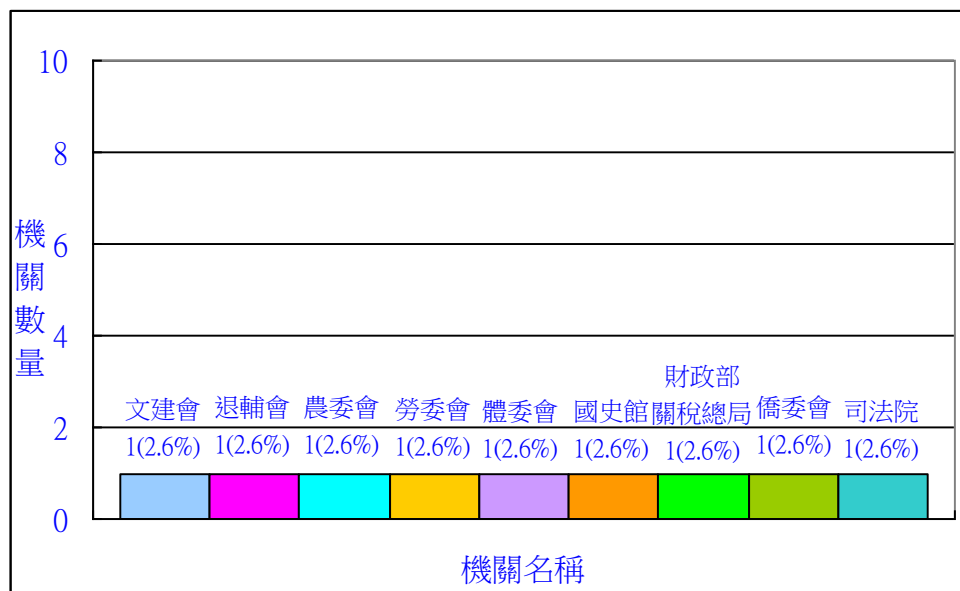 10
8
6
4
2
0
機關數量
文建會
1(2.6%)
退輔會
1(2.6%)
農委會
1(2.6%)
勞委會
1(2.6%)
體委會
1(2.6%)
國史館
1(2.6%)
財政部
關稅總局
1(2.6%)
僑委會
1(2.6%)
司法院
1(2.6%)
機關名稱